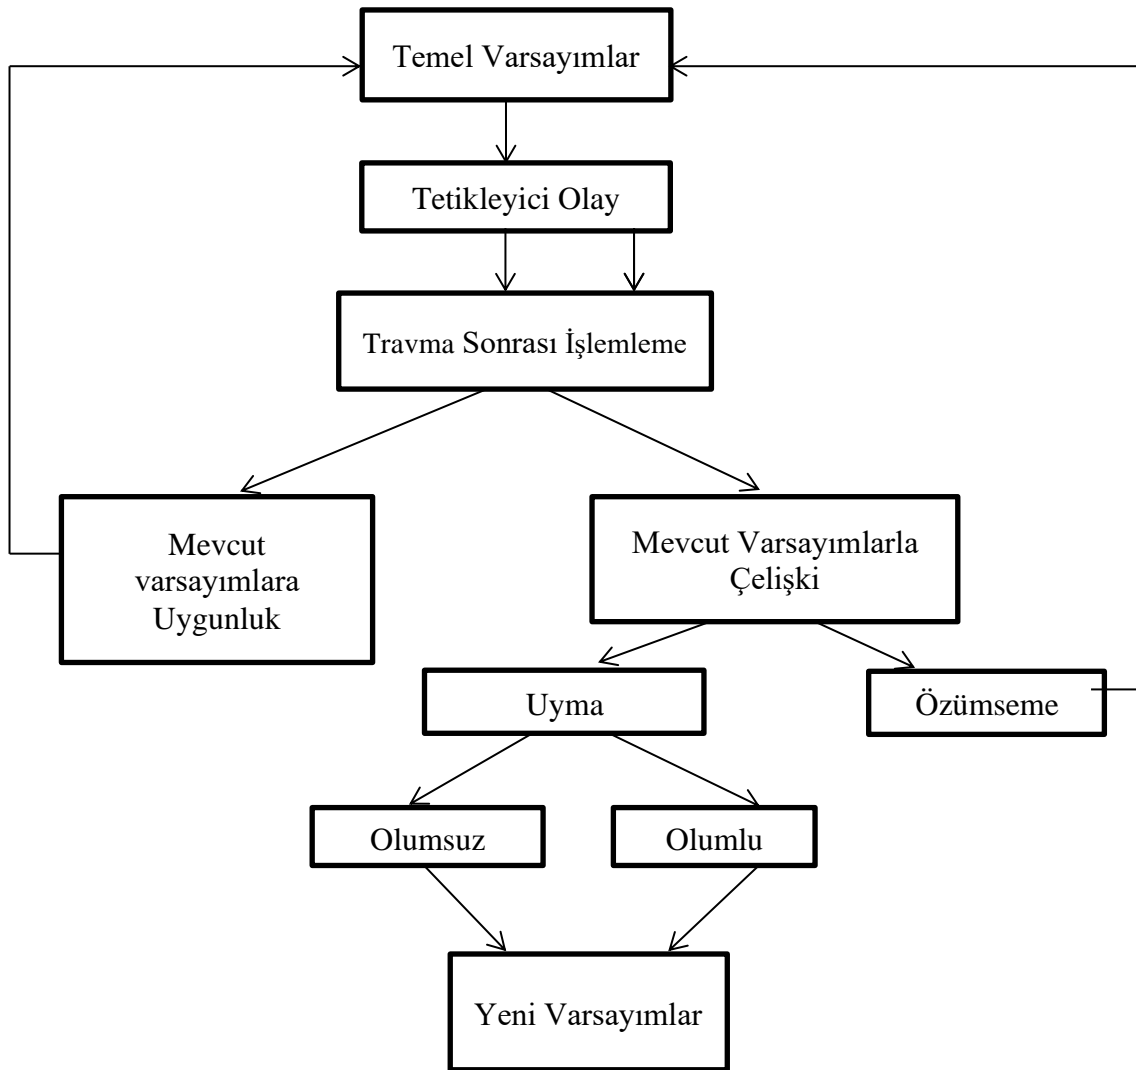 Temel Varsayımlar
Tetikleyici Olay
Travma Sonrası İşlemleme
Mevcut
varsayımlara
Uygunluk
Mevcut Varsayımlarla
Çelişki
Uyma
Özümseme
Olumsuz
Olumlu
Yeni Varsayımlar